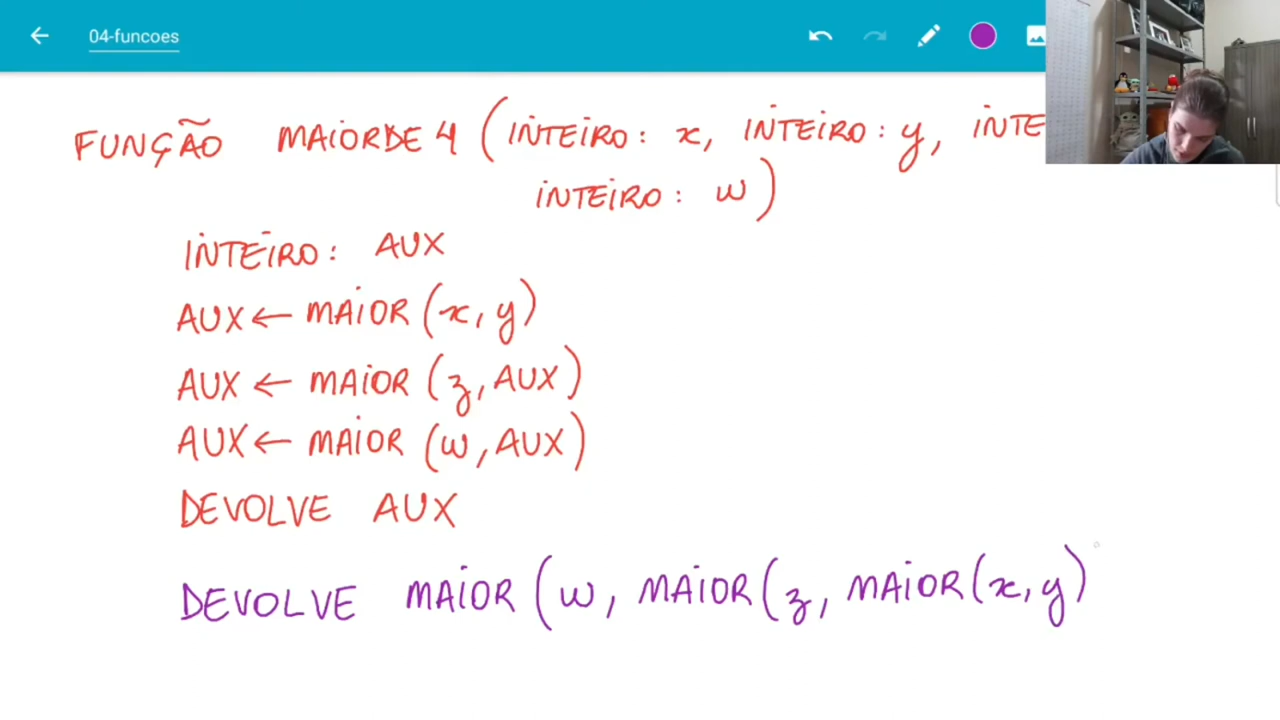 04-funcoes
FUNÇÃO MAIORDE4 (INTEIRO: x, INTEIRO: y, INTE
INTEIRO: w)
INTEIRO: AUX
AUX ← MAIOR (x, y)
AUX ← MAIOR (z, AUX)
AUX ← MAIOR (w, AUX)
DEVOLVE AUX
DEVOLVE MAIOR (w, MAIOR (z, MAIOR (x, y)